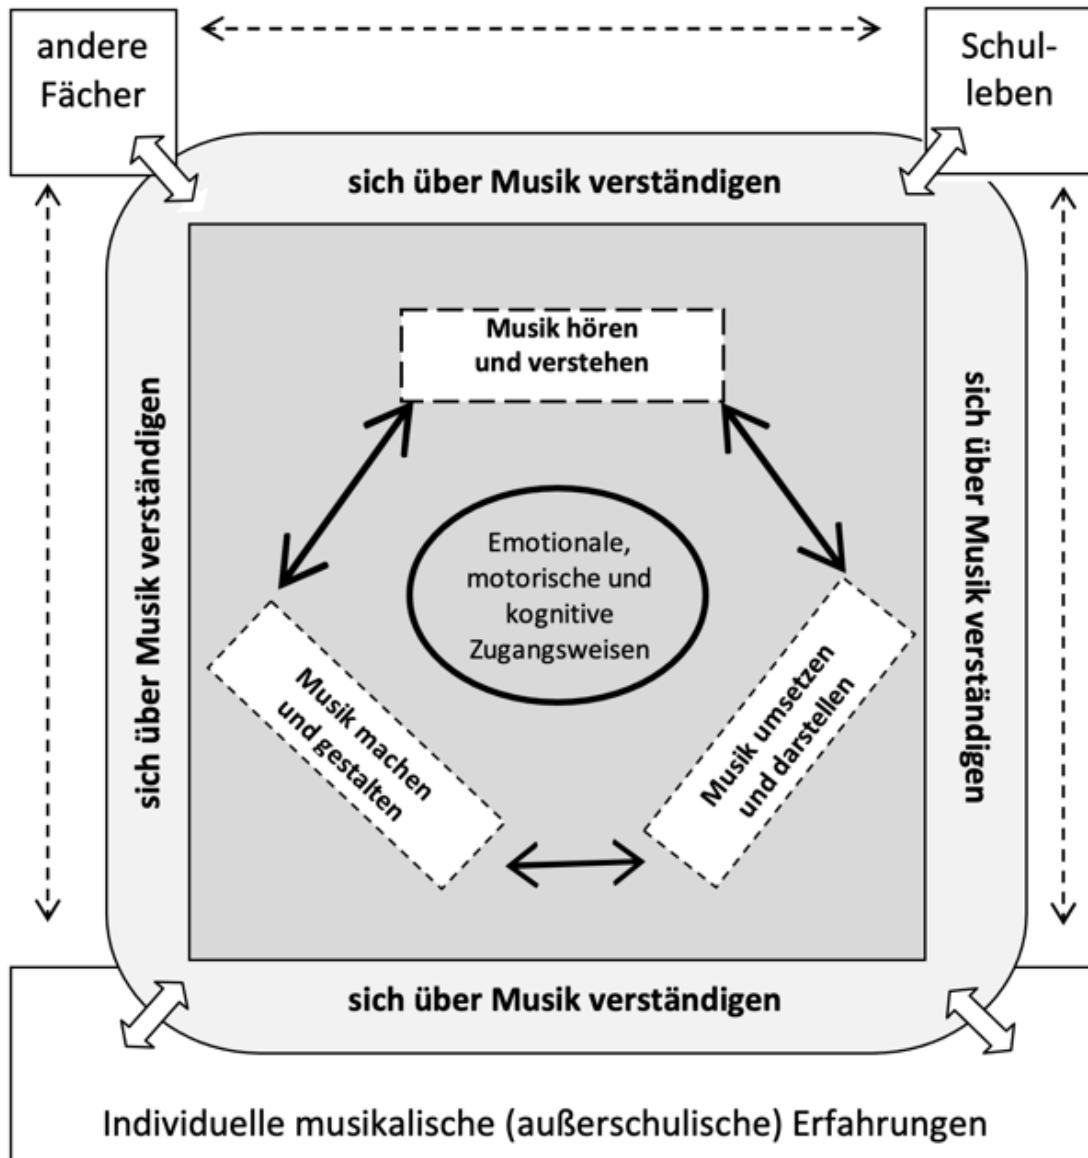 andere
Fächer
Schul-
leben
sich über Musik verständigen
Musik hören
und verstehen
sich über Musik verständigen
sich über Musik verständigen
Emotionale,
motorische und
kognitive
Zugangsweisen
Musik machen
und gestalten
Musik umsetzen
und darstellen
sich über Musik verständigen
Individuelle musikalische (außerschulische) Erfahrungen